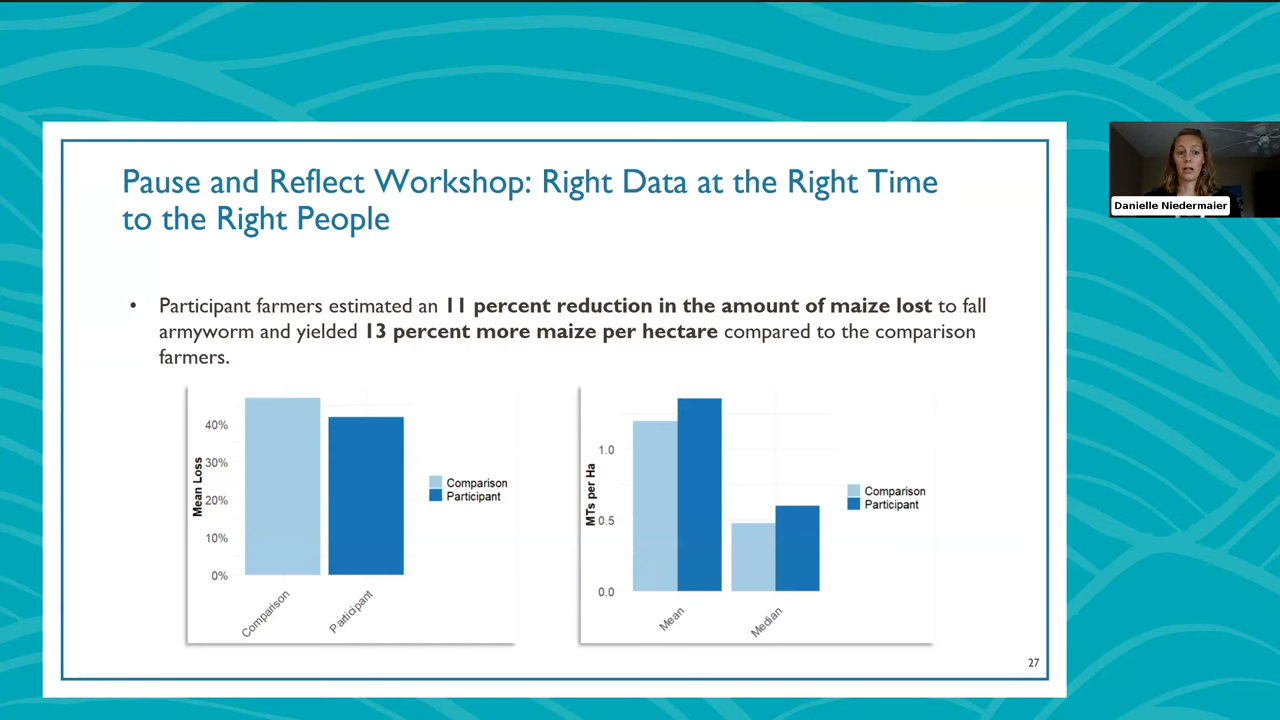 Pause and Reflect Workshop: Right Data at the Right Time
to the Right People
Danielle Niedermaier
• Participant farmers estimated an 11 percent reduction in the amount of maize lost to fall
armyworm and yielded 13 percent more maize per hectare compared to the comparison
farmers.
Mean Loss
40%
30%
20%
10%
0%
Comparison
Participant
Comparison
Participant
MTs per Ha
1.0
0.5
0.0
Mean
Median
Comparison
Participant
27